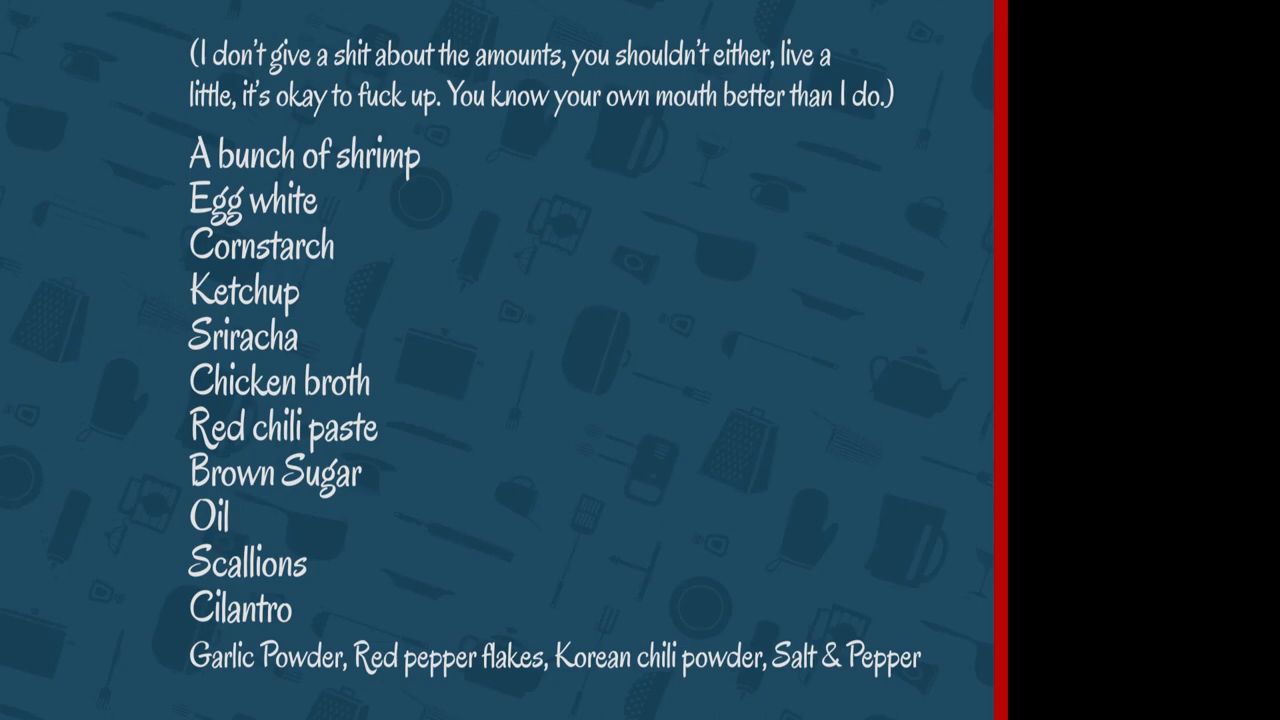 (I don't give a shit about the amounts, you shouldn't either, live a
little, it's okay to fuck up. You know your own mouth better than I do.)
A bunch of shrimp
Egg white
Cornstarch
Ketchup
Sriracha
Chicken broth
Red chili paste
Brown Sugar
Oil
Scallions
Cilantro
Garlic Powder, Red pepper flakes, Korean chili powder, Salt & Pepper